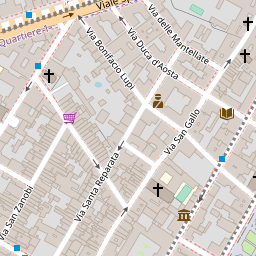 Viale S
Quartiere 1
Via delle Mantellate
Via Bonifacio Lupi
Via Duca d'Aosta
Via San Gallo
Via Santa Reparata
Via San Zanobi